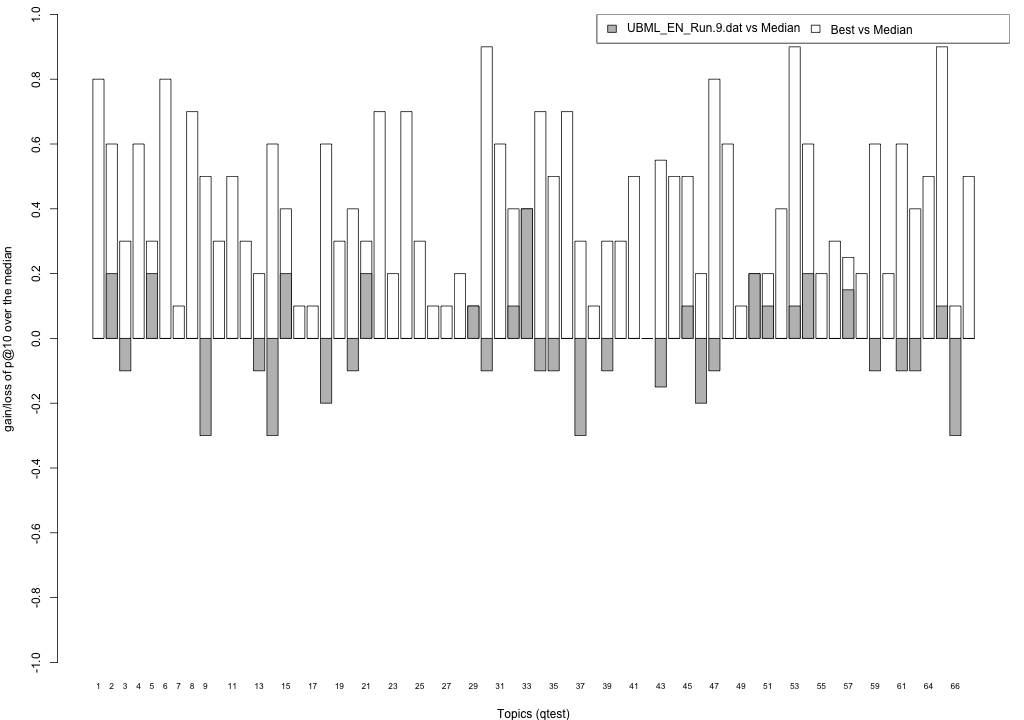 UBML_EN_Run.9.dat vs Median Best vs Median
gain/loss of p@10 over the median
1.0
0.8
0.6
0.4
0.2
0.0
-0.2
-0.4
-0.6
-0.8
-1.0
1 2 3 4 5 6 7 8 9 11 13 15 17 19 21 23 25 27 29 31 33 35 37 39 41 43 45 47 49 51 53 55 57 59 61 64 66
Topics (qtest)